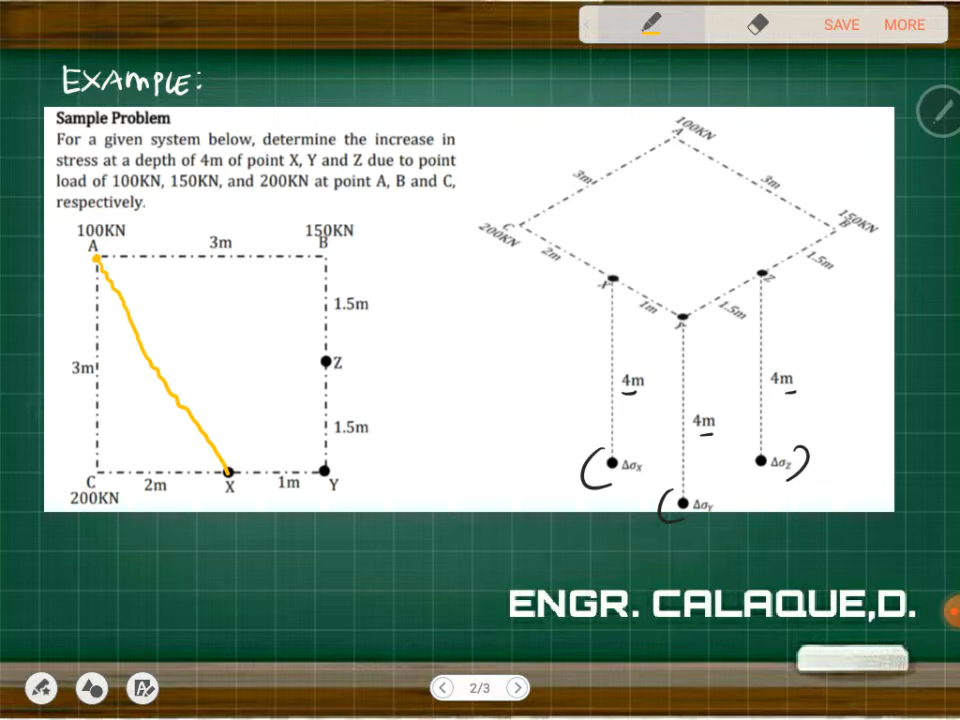 SAVE
MORE
EXAMPLE:
Sample Problem
For a given system below, determine the increase in
stress at a depth of 4m of point X, Y and Z due to point
load of 100KN, 150KN, and 200KN at point A, B and C,
respectively.
100KN
A
3m
150KN
B
1.5m
3m
Z
1.5m
C
200KN
2m
X
1m
Y
100KN
A
3m
3m
C
200KN
150KN
B
2m
1.5m
X
Z
1m
1.5m
Y
4m
4m
4m
Δσx
Δσz
Δσy
ENGR. CALAQUE,D.
2/3